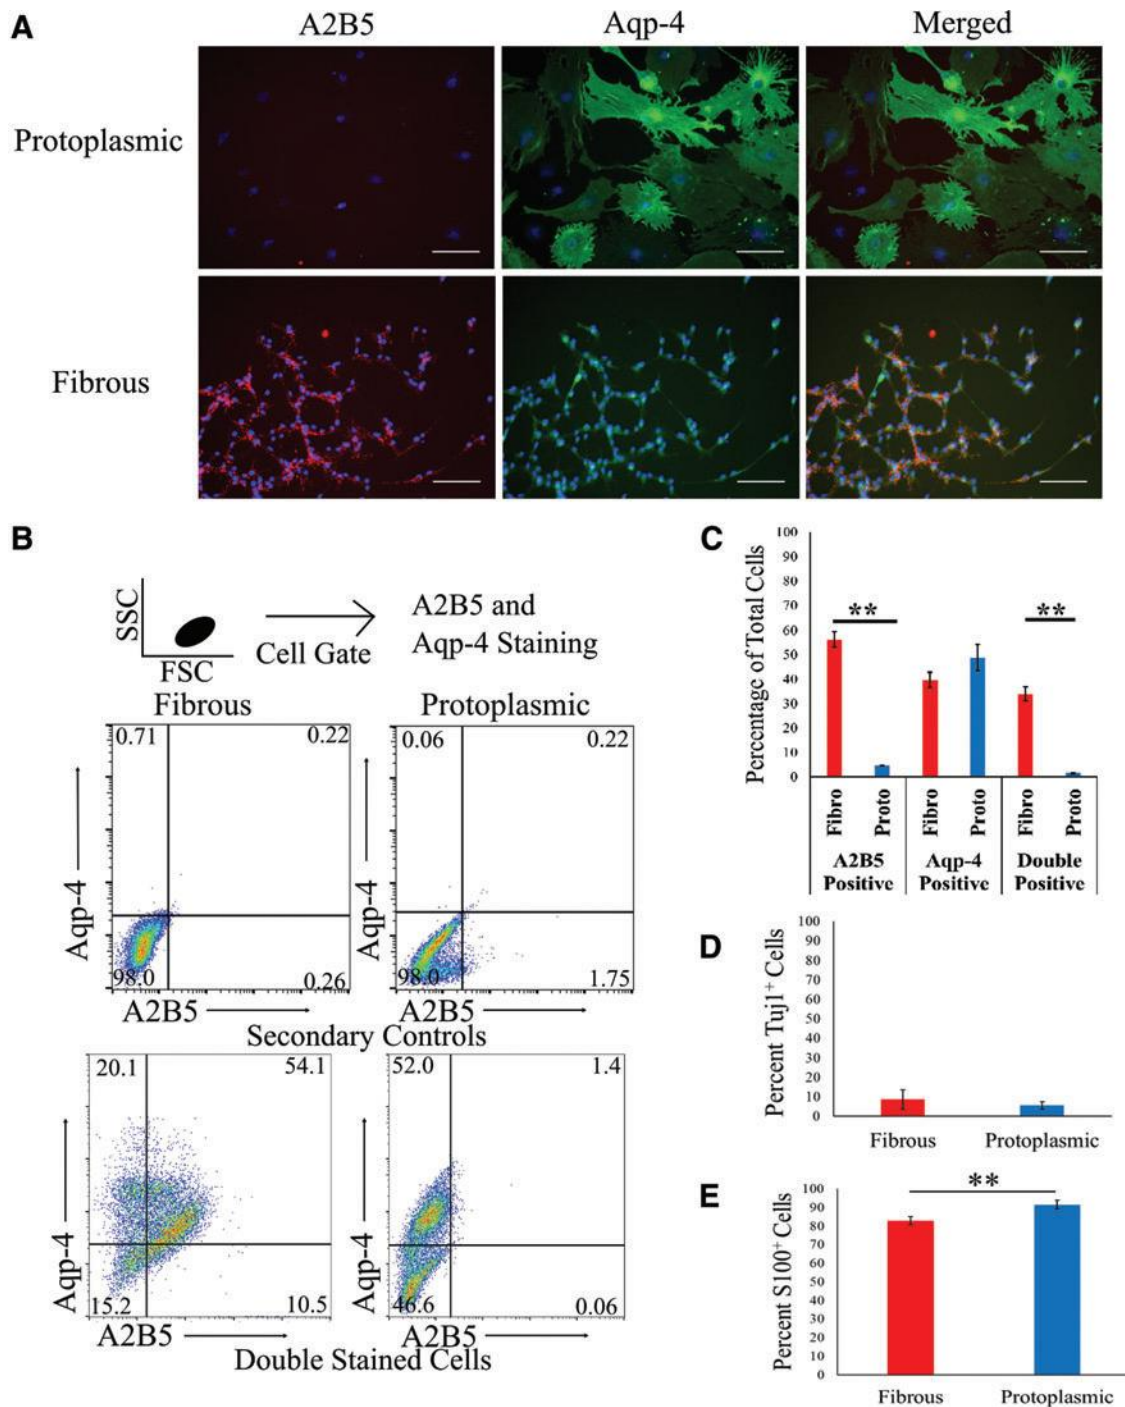 A
A2B5
Aqp-4
Merged
Protoplasmic
Fibrous
B
SSC
FSC
Cell Gate
A2B5 and
Aqp-4 Staining
Fibrous
Protoplasmic
0.71
0.22
0.06
0.22
Aqp-4
Aqp-4
98.0
0.26
98.0
1.75
A2B5
A2B5
Secondary Controls
20.1
54.1
52.0
1.4
Aqp-4
Aqp-4
15.2
10.5
46.6
0.06
A2B5
A2B5
Double Stained Cells
C
Percentage of Total Cells
100
90
80
70
60
50
40
30
20
10
0
**
**
Fibro
Proto
Fibro
Proto
Fibro
Proto
A2B5 Positive
Aqp-4 Positive
Double Positive
D
Percent Tuj1+ Cells
100
90
80
70
60
50
40
30
20
10
0
Fibrous
Protoplasmic
E
Percent S100+ Cells
100
90
80
70
60
50
40
30
20
10
0
**
Fibrous
Protoplasmic